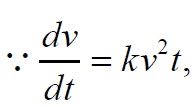 ∵ dv/dt = kv²t,